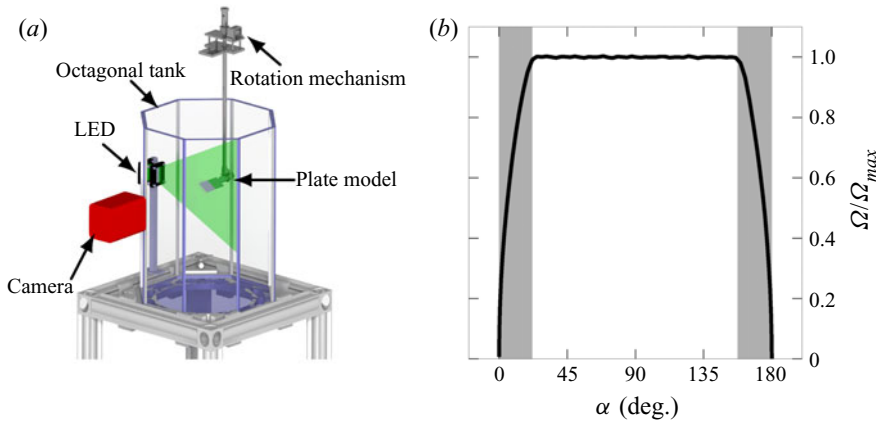 (a)
Rotation mechanism
Octagonal tank
LED
Plate model
Camera
(b)
1.0
0.8
0.6
0.4
0.2
0
Ω/Ωmax
0 45 90 135 180
α (deg.)